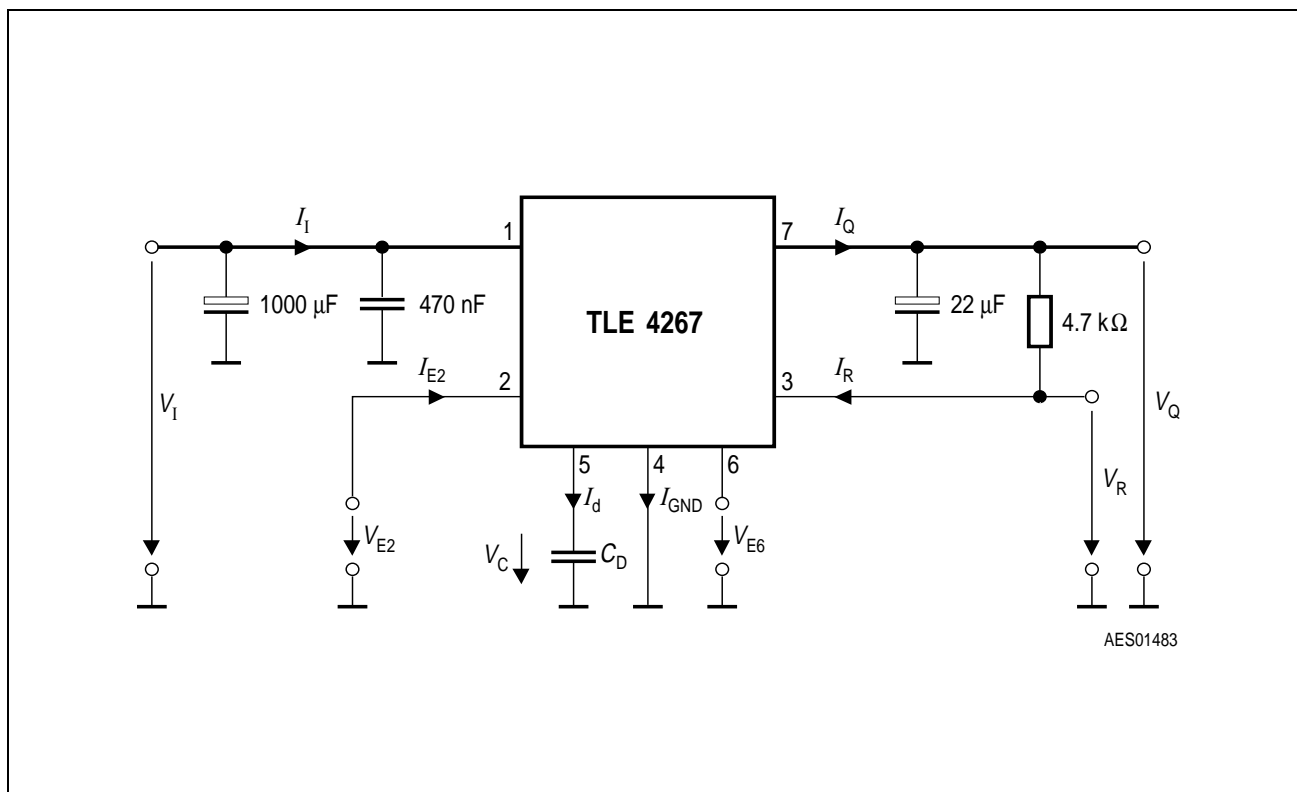 I_I
1
7
I_Q
1000 µF
470 nF
TLE 4267
22 µF
4.7 kΩ
I_E2
2
3
I_R
V_I
V_Q
5
4
6
I_d
I_GND
V_R
V_E2
V_C
C_D
V_E6
AES01483